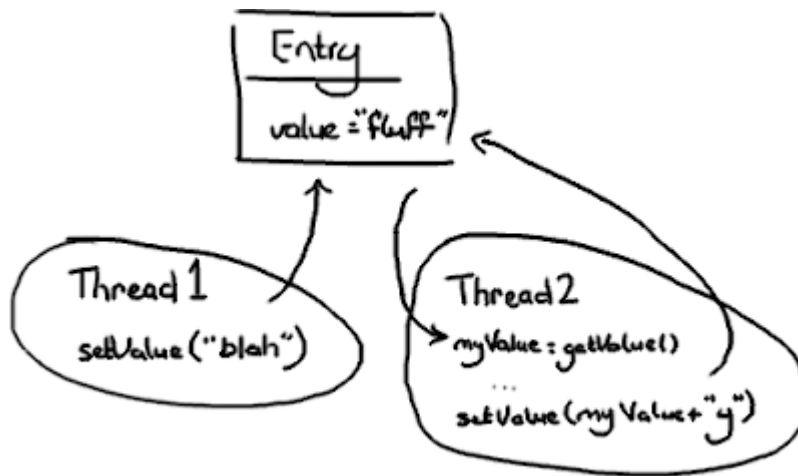 Entry
value = "fluff"
Thread 1
setValue("blah")
Thread 2
myValue = getValue()
...
setValue(myValue + "y")